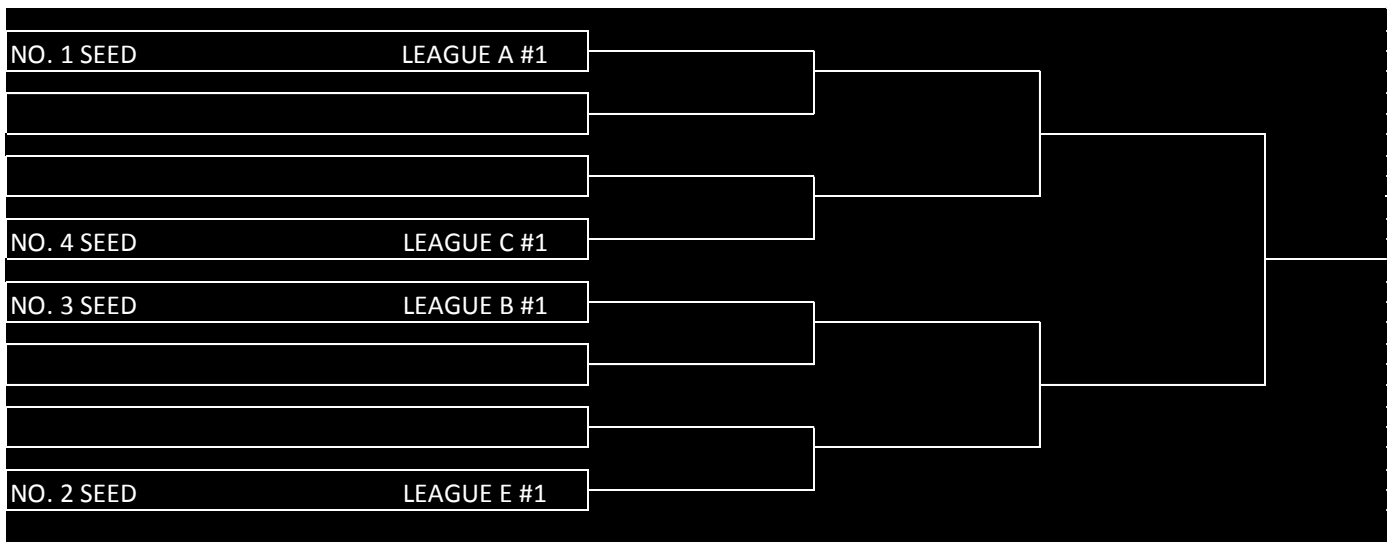 NO. 1 SEED LEAGUE A #1
NO. 4 SEED LEAGUE C #1
NO. 3 SEED LEAGUE B #1
NO. 2 SEED LEAGUE E #1